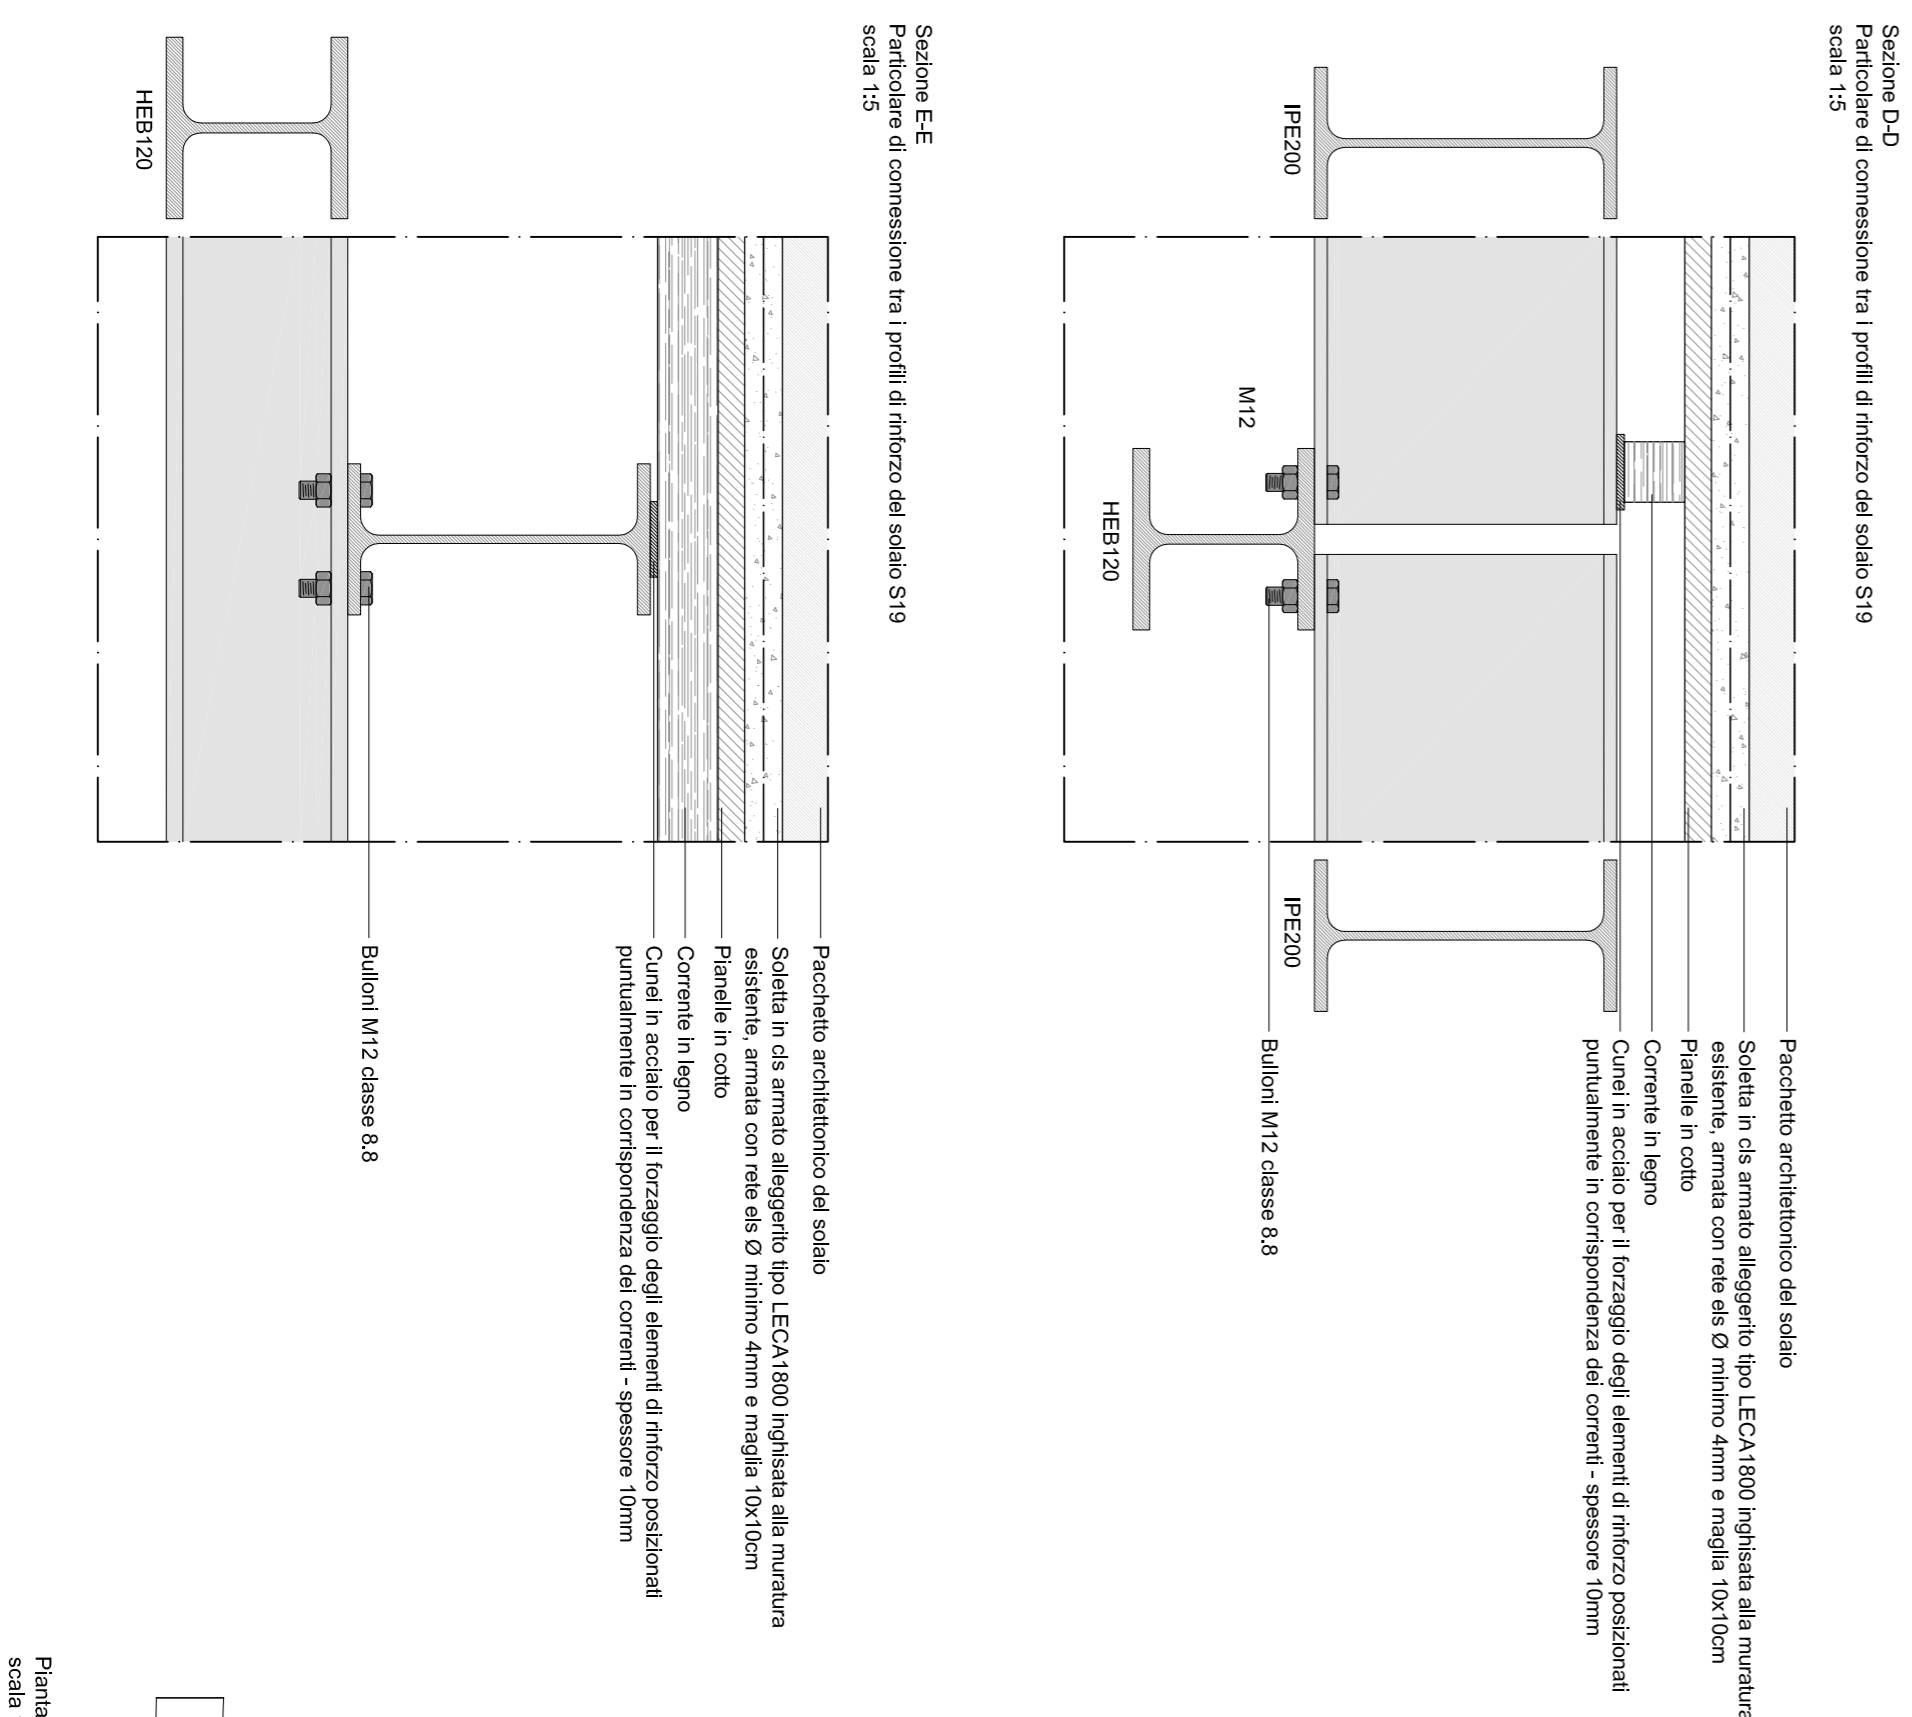 Sezione D-D
Particolare di connessione tra i profili di rinforzo del solaio S19
scala 1:5
IPE200
M12
HEB120
IPE200
Pacchetto architettonico del solaio
Soletta in cls armato alleggerito tipo LECA1800 inghisata alla muratura
esistente, armata con rete els Ø minimo 4mm e maglia 10x10cm
Pianelle in cotto
Corrente in legno
Cunei in acciaio per il forzaggio degli elementi di rinforzo posizionati
puntualmente in corrispondenza dei correnti - spessore 10mm
Bulloni M12 classe 8.8
Sezione E-E
Particolare di connessione tra i profili di rinforzo del solaio S19
scala 1:5
HEB120
Pacchetto architettonico del solaio
Soletta in cls armato alleggerito tipo LECA1800 inghisata alla muratura
esistente, armata con rete els Ø minimo 4mm e maglia 10x10cm
Pianelle in cotto
Corrente in legno
Cunei in acciaio per il forzaggio degli elementi di rinforzo posizionati
puntualmente in corrispondenza dei correnti - spessore 10mm
Bulloni M12 classe 8.8
Pianta
scala